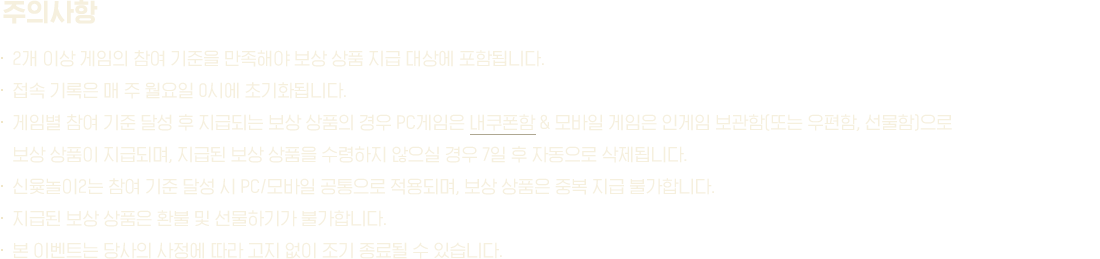 주의사항
· 2개 이상 게임의 참여 기준을 만족해야 보상 상품 지급 대상에 포함됩니다.
· 접속 기록은 매 주 월요일 0시에 초기화됩니다.
· 게임별 참여 기준 달성 후 지급되는 보상 상품의 경우 PC게임은 내쿠폰함 & 모바일 게임은 인게임 보관함(또는 우편함, 선물함)으로
보상 상품이 지급되며, 지급된 보상 상품을 수령하지 않으실 경우 7일 후 자동으로 삭제됩니다.
· 신윷놀이2는 참여 기준 달성 시 PC/모바일 공통으로 적용되며, 보상 상품은 중복 지급 불가합니다.
· 지급된 보상 상품은 환불 및 선물하기가 불가합니다.
· 본 이벤트는 당사의 사정에 따라 고지 없이 조기 종료될 수 있습니다.